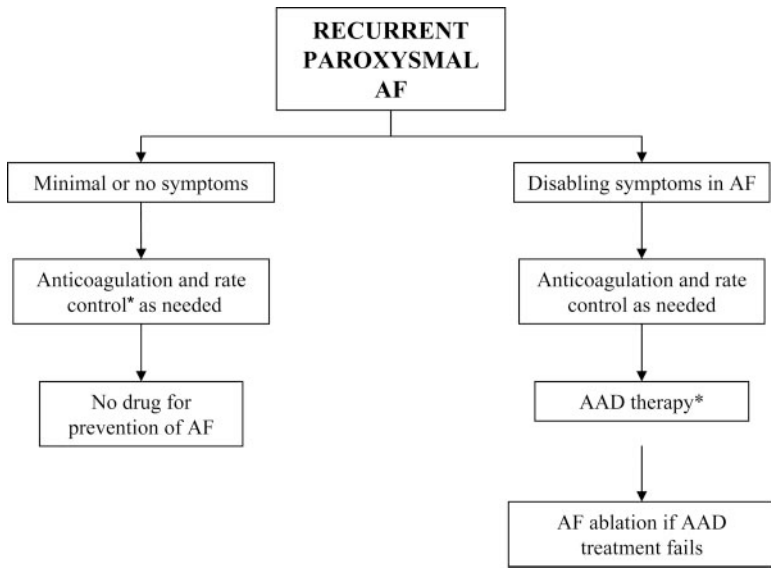 RECURRENT
PAROXYSMAL
AF
Minimal or no symptoms
Disabling symptoms in AF
Anticoagulation and rate
control* as needed
Anticoagulation and rate
control as needed
No drug for
prevention of AF
AAD therapy*
AF ablation if AAD
treatment fails